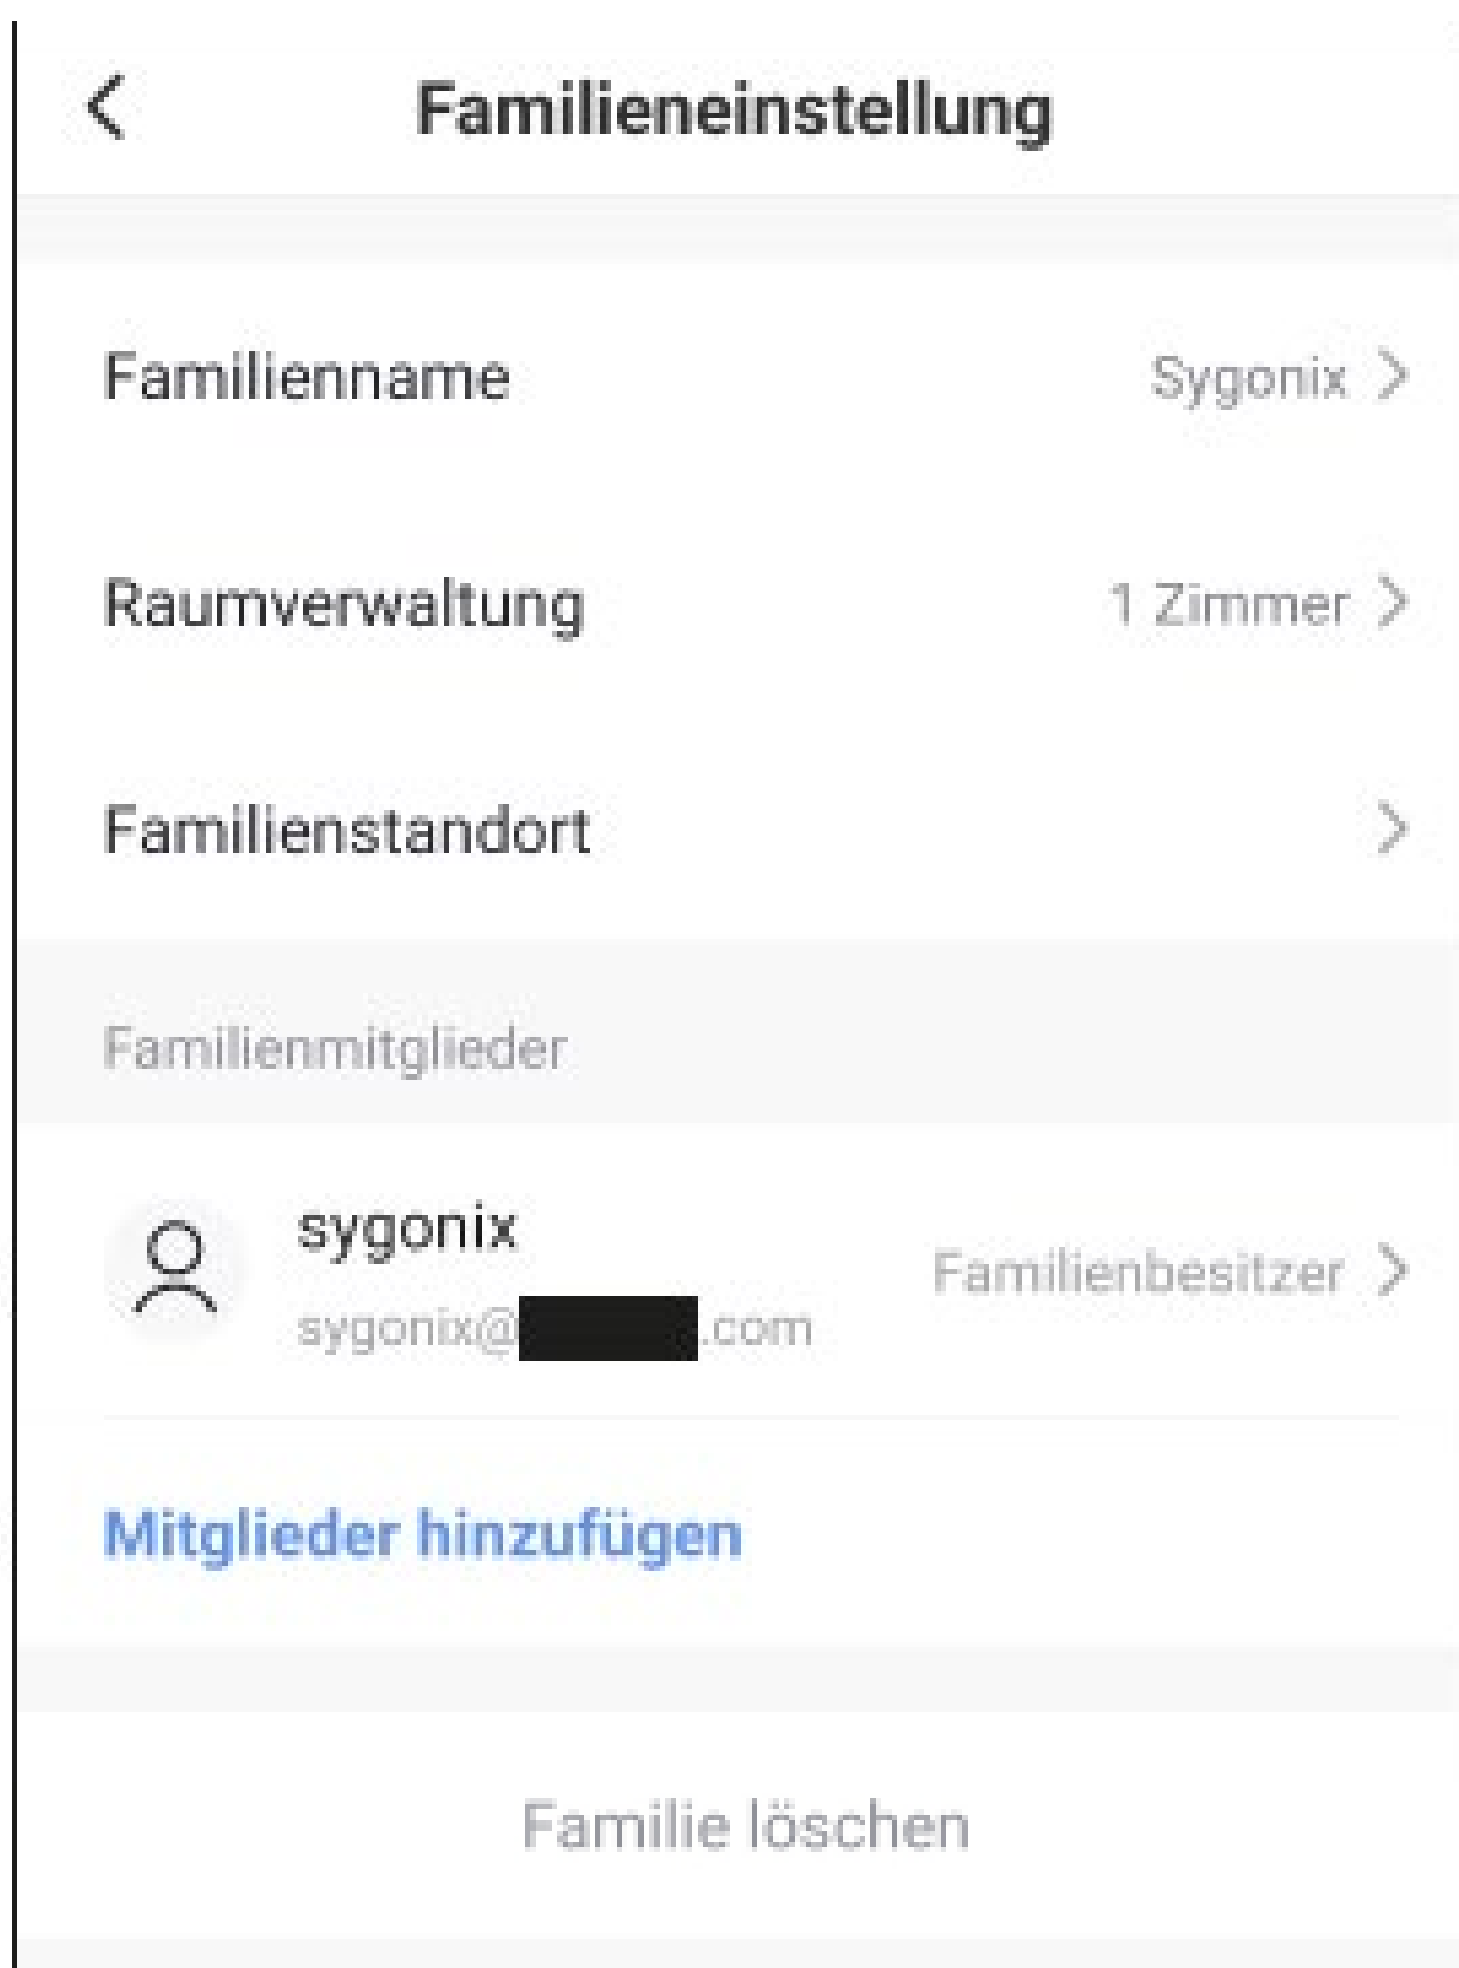 Familieneinstellung
Familienname Sygonix
Raumverwaltung 1 Zimmer
Familienstandort
Familienmitglieder
sygonix
Familienbesitzer
sygonix@ .com
Mitglieder hinzufügen
Familie löschen